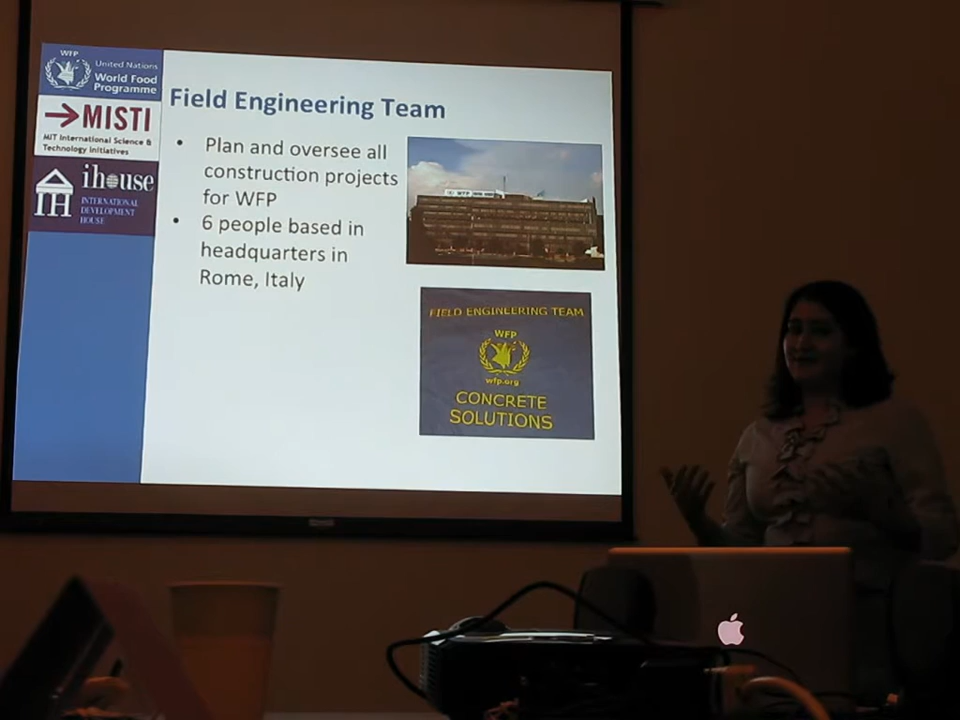 WFP
United Nations
World Food
Programme
MISTI
MIT International Science &
Technology Initiatives
ihouse
IH
INTERNATIONAL
DEVELOPMENT
HOUSE
Field Engineering Team
• Plan and oversee all
construction projects
for WFP
• 6 people based in
headquarters in
Rome, Italy
WFP
FIELD ENGINEERING TEAM
WFP
wfp.org
CONCRETE
SOLUTIONS